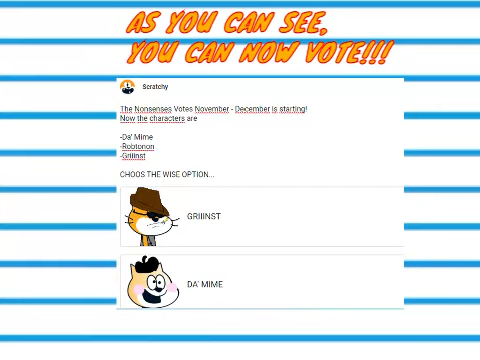 AS YOU CAN SEE,
YOU CAN NOW VOTE!!!
Scratchy
The Nonsenses Votes November - December is starting!
Now the characters are
-Da' Mime
-Robtonon
-Griiinst
CHOOS THE WISE OPTION...
GRIIINST
DA' MIME